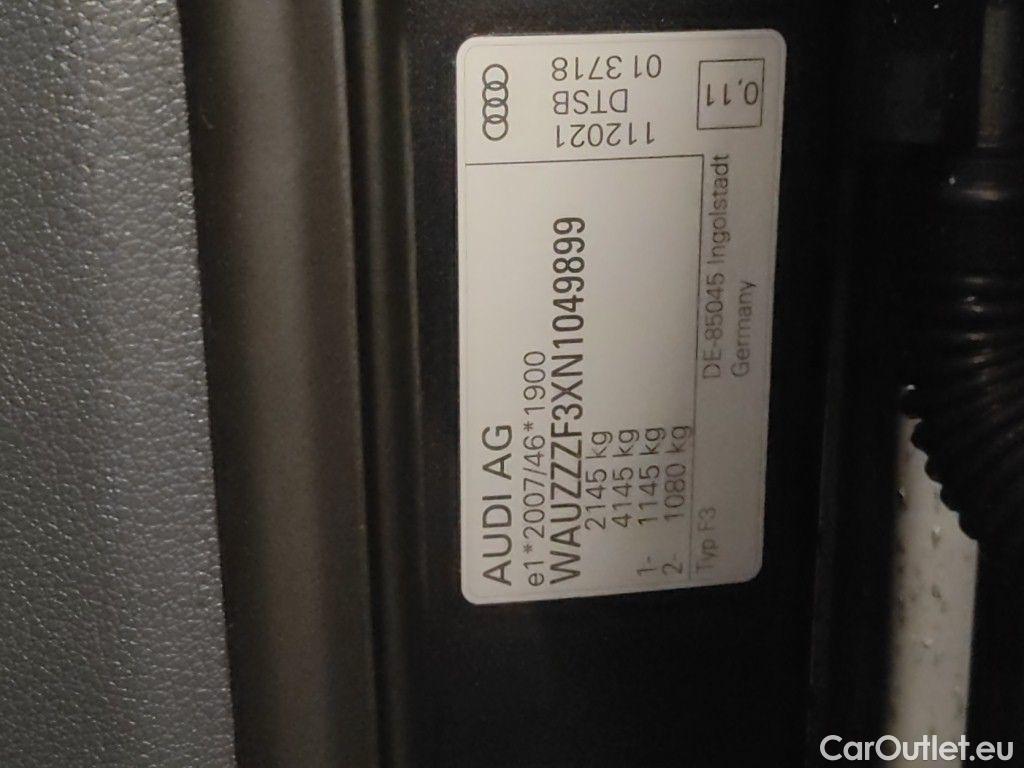 AUDI AG
e1*2007/46*1900
WAUZZZF3XN1049899
2145 kg
4145 kg
1- 1145 kg
2- 1080 kg
Typ F3
DE-85045 Ingolstadt
Germany
112021
DTSB
013718
0,11
CarOutlet.eu